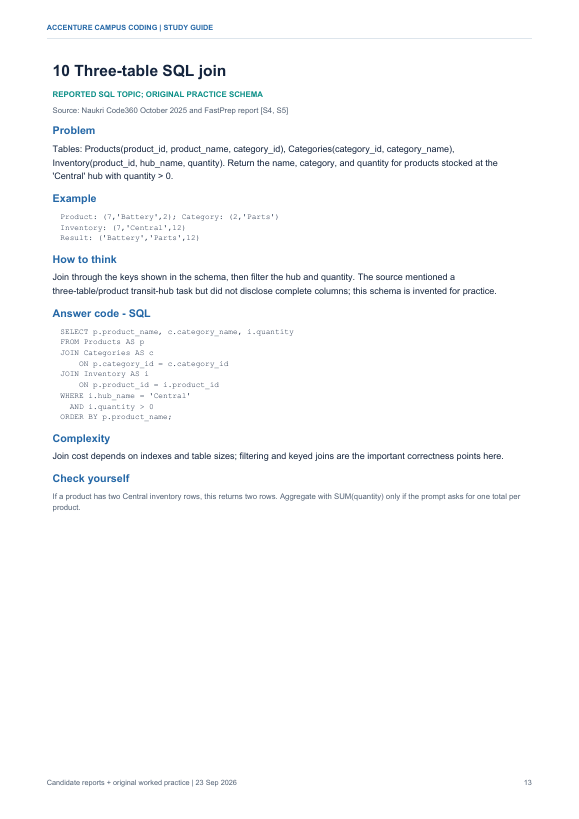 ACCENTURE CAMPUS CODING | STUDY GUIDE
10 Three-table SQL join
REPORTED SQL TOPIC; ORIGINAL PRACTICE SCHEMA
Source: Naukri Code360 October 2025 and FastPrep report [S4, S5]
Problem
Tables: Products(product_id, product_name, category_id), Categories(category_id, category_name),
Inventory(product_id, hub_name, quantity). Return the name, category, and quantity for products stocked at the
'Central' hub with quantity > 0.
Example
Product: (7,'Battery',2); Category: (2,'Parts')
Inventory: (7,'Central',12)
Result: ('Battery','Parts',12)
How to think
Join through the keys shown in the schema, then filter the hub and quantity. The source mentioned a
three-table/product transit-hub task but did not disclose complete columns; this schema is invented for practice.
Answer code - SQL
SELECT p.product_name, c.category_name, i.quantity
FROM Products AS p
JOIN Categories AS c
    ON p.category_id = c.category_id
JOIN Inventory AS i
    ON p.product_id = i.product_id
WHERE i.hub_name = 'Central'
  AND i.quantity > 0
ORDER BY p.product_name;
Complexity
Join cost depends on indexes and table sizes; filtering and keyed joins are the important correctness points here.
Check yourself
If a product has two Central inventory rows, this returns two rows. Aggregate with SUM(quantity) only if the prompt asks for one total per
product.
Candidate reports + original worked practice | 23 Sep 2026
13